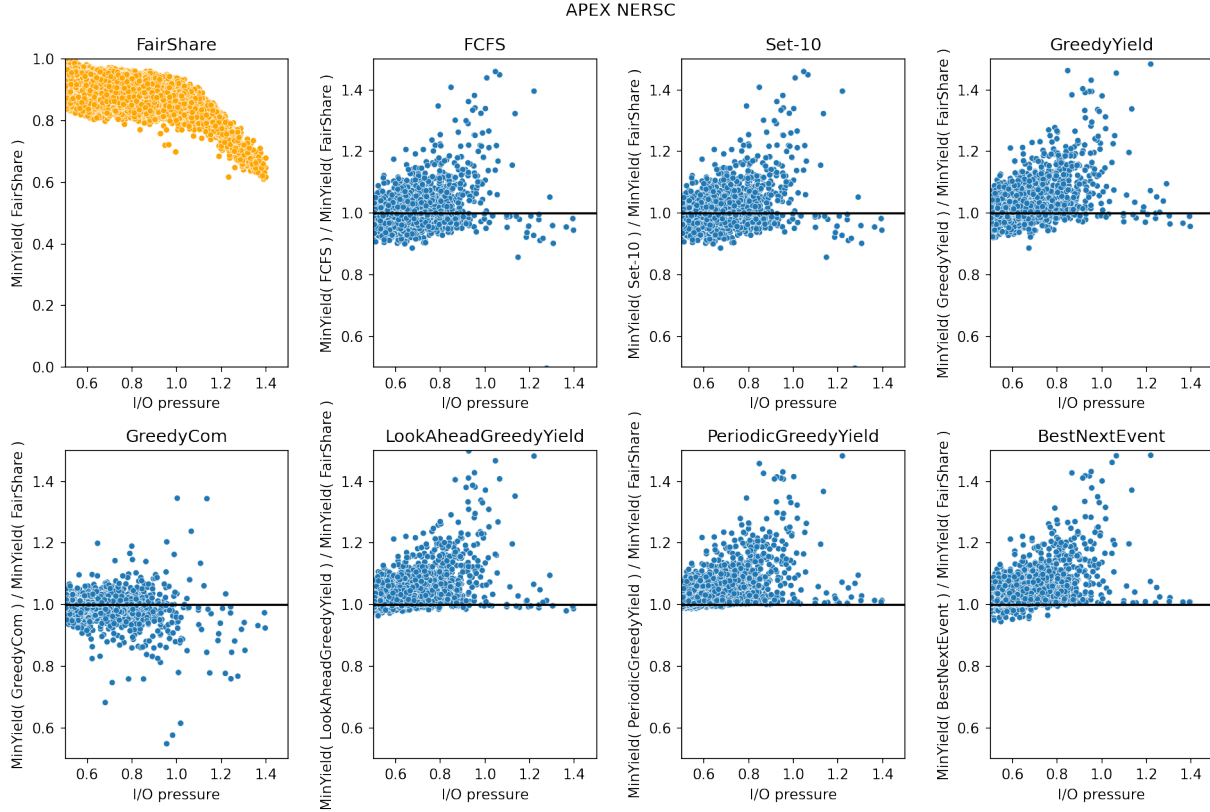 APEX NERSC
FairShare
MinYield( FairShare )
1.0
0.8
0.6
0.4
0.2
0.0
0.6 0.8 1.0 1.2 1.4
I/O pressure
FCFS
MinYield( FCFS ) / MinYield( FairShare )
1.4
1.2
1.0
0.8
0.6
0.6 0.8 1.0 1.2 1.4
I/O pressure
Set-10
MinYield( Set-10 ) / MinYield( FairShare )
1.4
1.2
1.0
0.8
0.6
0.6 0.8 1.0 1.2 1.4
I/O pressure
GreedyYield
MinYield( GreedyYield ) / MinYield( FairShare )
1.4
1.2
1.0
0.8
0.6
0.6 0.8 1.0 1.2 1.4
I/O pressure
GreedyCom
MinYield( GreedyCom ) / MinYield( FairShare )
1.4
1.2
1.0
0.8
0.6
0.6 0.8 1.0 1.2 1.4
I/O pressure
LookAheadGreedyYield
MinYield( LookAheadGreedyYield ) / MinYield( FairShare )
1.4
1.2
1.0
0.8
0.6
0.6 0.8 1.0 1.2 1.4
I/O pressure
PeriodicGreedyYield
MinYield( PeriodicGreedyYield ) / MinYield( FairShare )
1.4
1.2
1.0
0.8
0.6
0.6 0.8 1.0 1.2 1.4
I/O pressure
BestNextEvent
MinYield( BestNextEvent ) / MinYield( FairShare )
1.4
1.2
1.0
0.8
0.6
0.6 0.8 1.0 1.2 1.4
I/O pressure